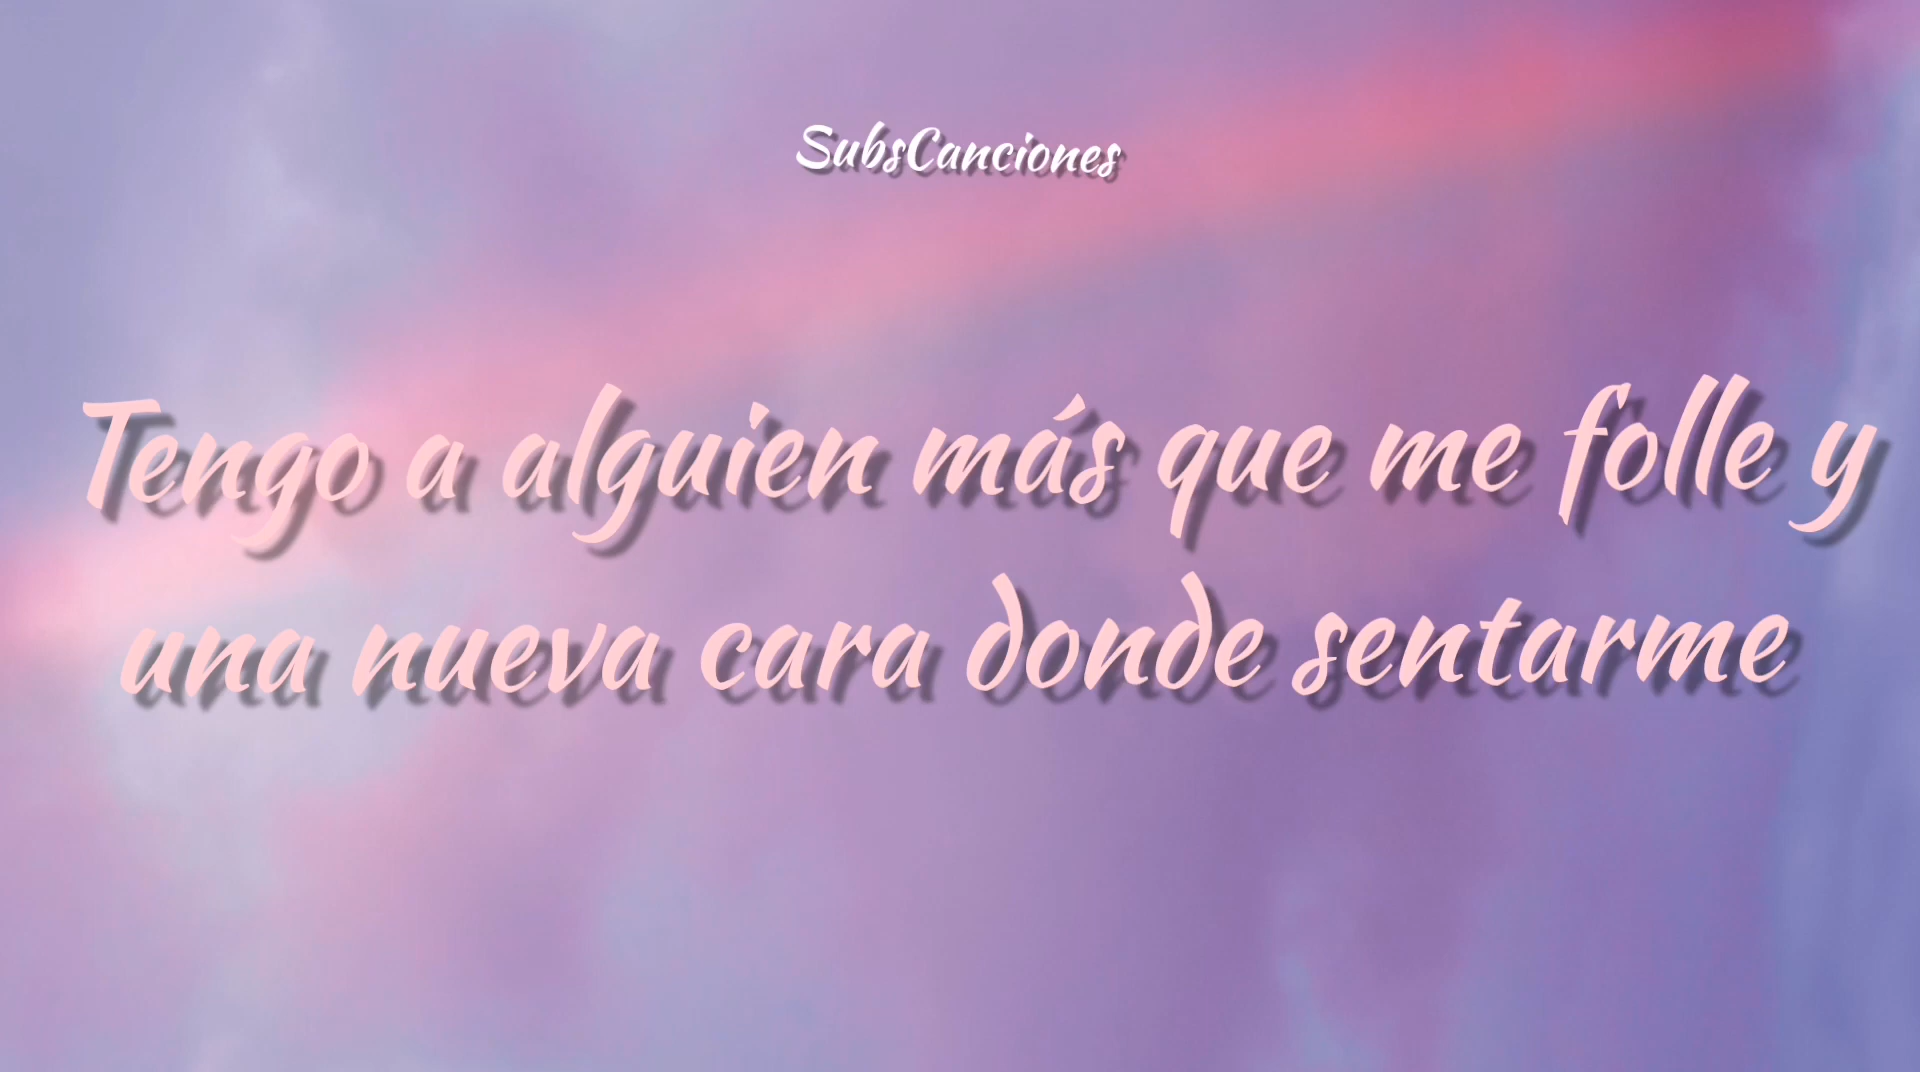 SubsCanciones
Tengo a alguien más que me folle y
una nueva cara donde sentarme